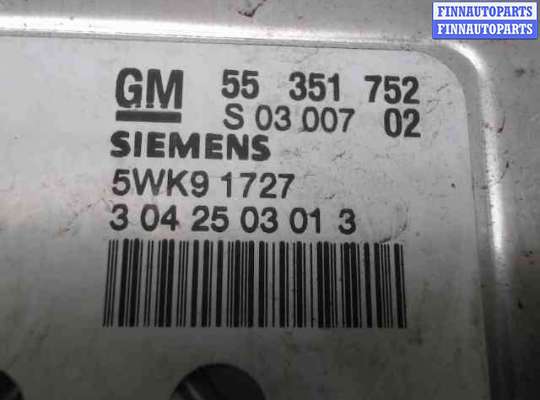 FINNAUTOPARTS
FINNAUTOPARTS
GM 55 351 752
S 03 007 02
SIEMENS
5WK9 1727
3 04 25 03 01 3